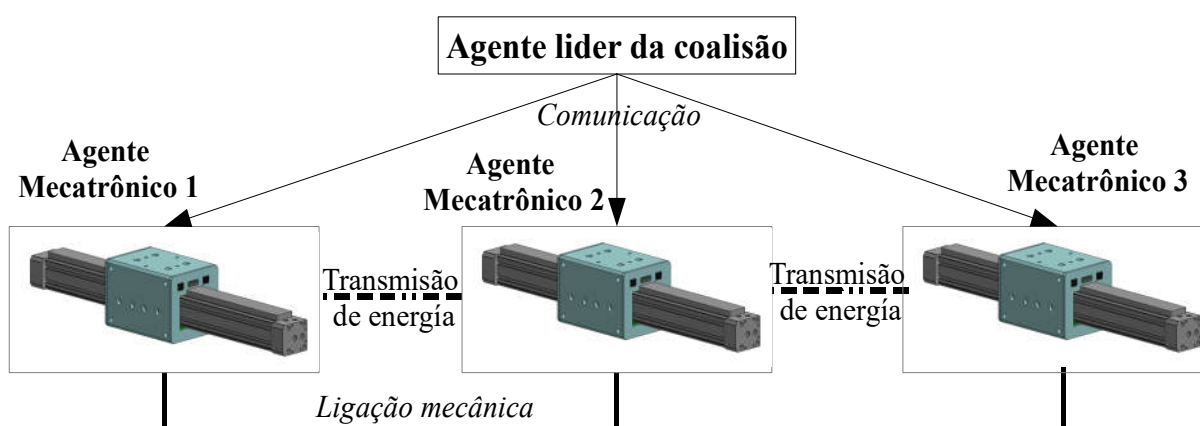 Agente lider da coalisão
Comunicação
Agente
Mecatrônico 1
Agente
Mecatrônico 2
Agente
Mecatrônico 3
Transmisão
de energía
Transmisão
de energía
Ligação mecânica